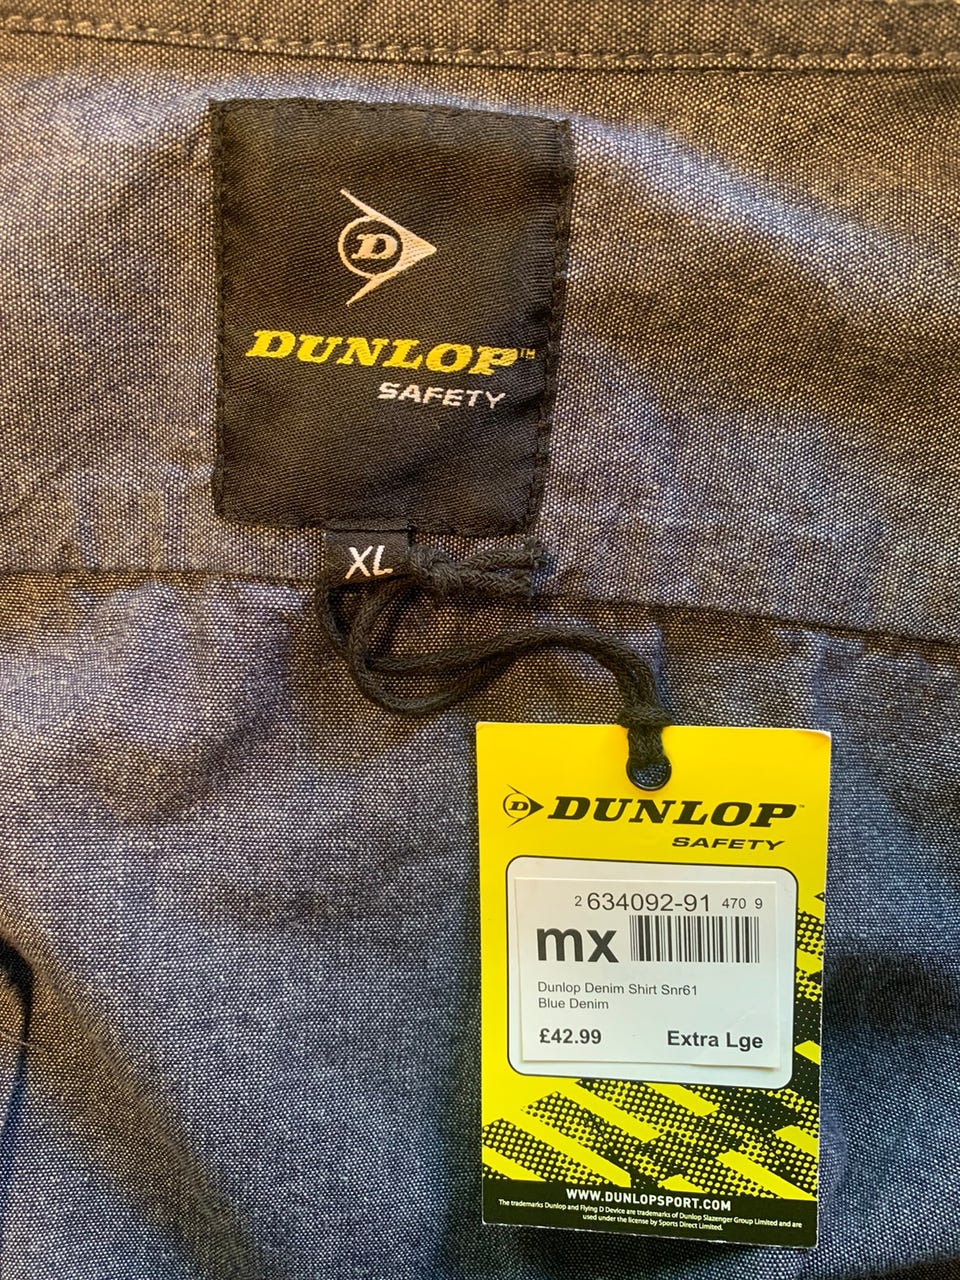 D
DUNLOP™
SAFETY
XL
D DUNLOP™
SAFETY
2 634092-91 470 9
mx
Dunlop Denim Shirt Snr61
Blue Denim
£42.99 Extra Lge
WWW.DUNLOPSPORT.COM
The trademarks Dunlop and Flying D Device are trademarks of Dunlop Slazenger Group Limited and are
used under the license by Sports Direct Limited.